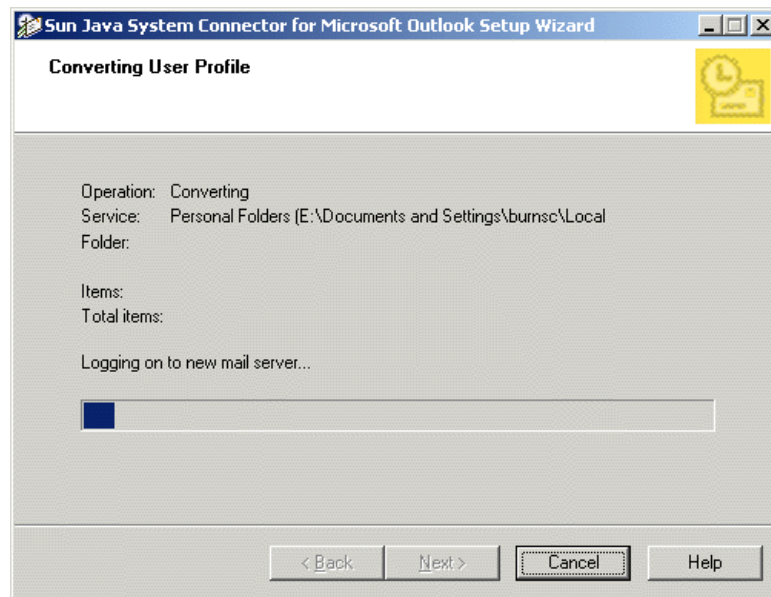 Sun Java System Connector for Microsoft Outlook Setup Wizard
Converting User Profile
Operation: Converting
Service: Personal Folders (E:\Documents and Settings\burnsc\Local
Folder:
Items:
Total items:
Logging on to new mail server...
< Back Next > Cancel Help